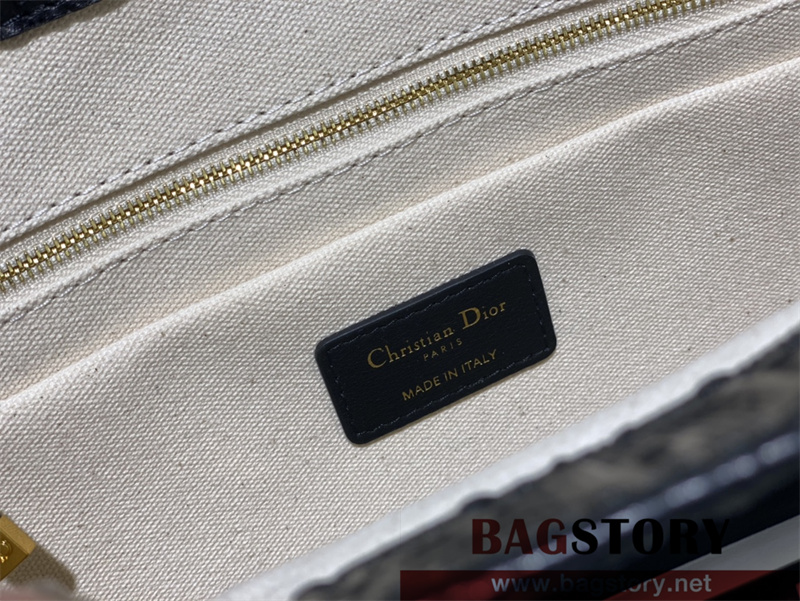 Christian Dior
PARIS
MADE IN ITALY
BAGSTORY
www.bagstory.net